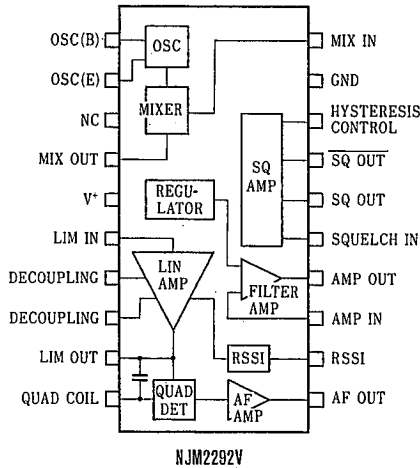 OSC(B)
OSC(E)
NC
MIX OUT
V+
LIM IN
DECOUPLING
DECOUPLING
LIM OUT
QUAD COIL
OSC
MIXER
REGU-
LATOR
LIN
AMP
QUAD
DET
SQ
AMP
FILTER
AMP
RSSI
AF
AMP
MIX IN
GND
HYSTERESIS
CONTROL
SQ OUT
SQ OUT
SQUELCH IN
AMP OUT
AMP IN
RSSI
AF OUT
NJM2292V